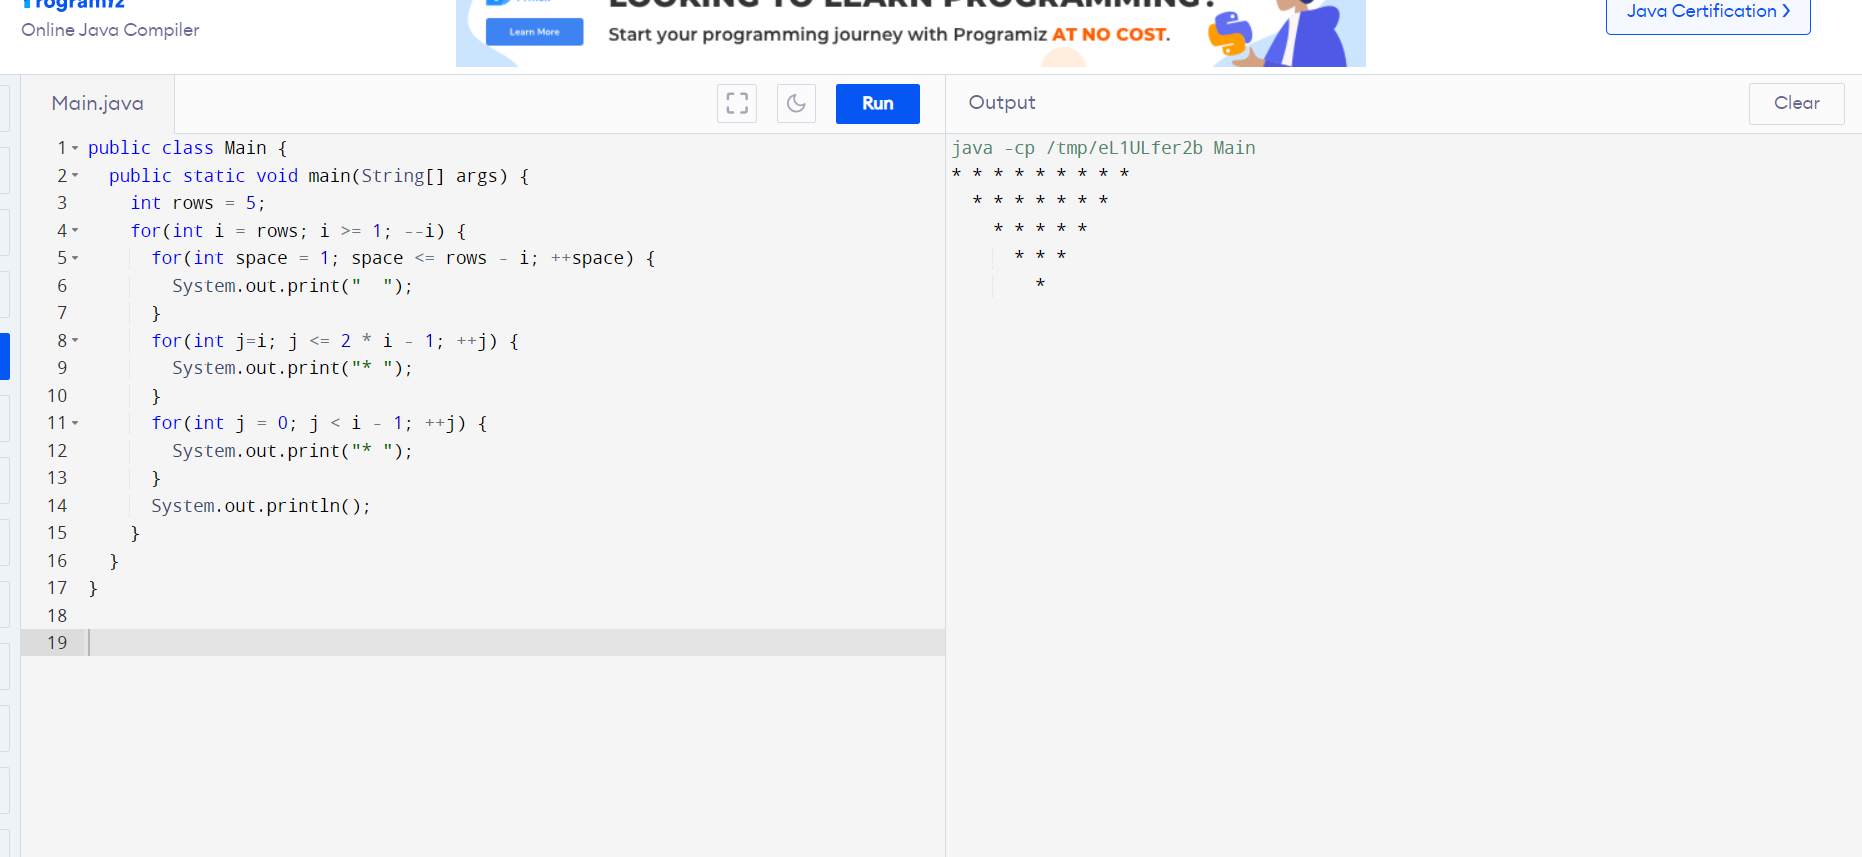 Programiz
Online Java Compiler
Learn More
LOOKING TO LEARN PROGRAMMING?
Start your programming journey with Programiz AT NO COST.
Java Certification
Main.java
Run
Output
Clear
1 public class Main {
2 public static void main(String[] args) {
3 int rows = 5;
4 for(int i = rows; i >= 1; --i) {
5 for(int space = 1; space <= rows - i; ++space) {
6 System.out.print("  ");
7 }
8 for(int j=i; j <= 2 * i - 1; ++j) {
9 System.out.print("* ");
10 }
11 for(int j = 0; j < i - 1; ++j) {
12 System.out.print("* ");
13 }
14 System.out.println();
15 }
16 }
17 }
18
19
java -cp /tmp/eL1ULfer2b Main
* * * * * * * * *
  * * * * * * *
    * * * * *
      * * *
        *